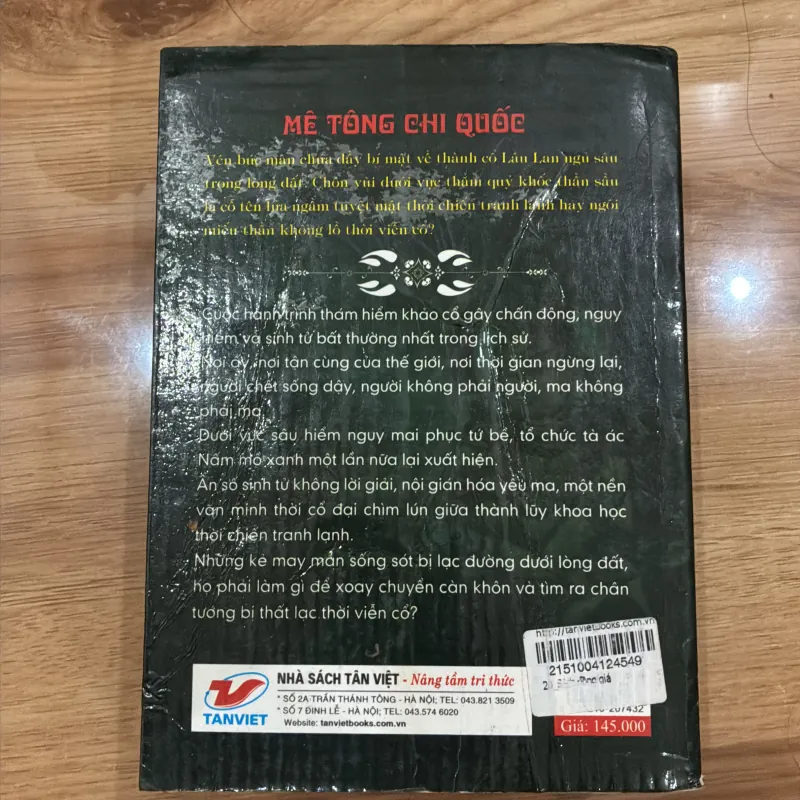 MÊ TÔNG CHI QUỐC
Vén bức màn chứa đầy bí mật về thành cổ Lâu Lan ngủ sâu
trong lòng đất. Chôn vùi dưới vực thẳm quỷ khốc thần sầu
là cỗ tên lửa ngầm tuyệt mật thời chiến tranh lạnh hay ngôi
miếu thần khổng lồ thời viễn cổ?
Cuộc hành trình thám hiểm khảo cổ gây chấn động, nguy
hiểm và sinh tử bất thường nhất trong lịch sử.
Nơi ấy, nơi tận cùng của thế giới, nơi thời gian ngừng lại,
người chết sống dậy, người không phải người, ma không
phải ma.
Dưới vực sâu hiểm nguy mai phục tứ bề, tổ chức tà ác
Nấm mồ xanh một lần nữa lại xuất hiện.
Ẩn số sinh tử không lời giải, nội gián hóa yêu ma, một nền
văn minh thời cổ đại chìm lún giữa thành lũy khoa học
thời chiến tranh lạnh.
Những kẻ may mắn sống sót bị lạc đường dưới lòng đất,
họ phải làm gì để xoay chuyển càn khôn và tìm ra chân
tướng bị thất lạc thời viễn cổ?
http://tanvietbooks.com.vn
2151004124549
207432
TANVIET
NHÀ SÁCH TÂN VIỆT - Nâng tầm tri thức
* SỐ 2A TRẦN THÁNH TÔNG - HÀ NỘI; TEL: 043.821 3509
* SỐ 7 ĐINH LỄ - HÀ NỘI; TEL: 043.574 6020
Website: tanvietbooks.com.vn
Giá: 145.000